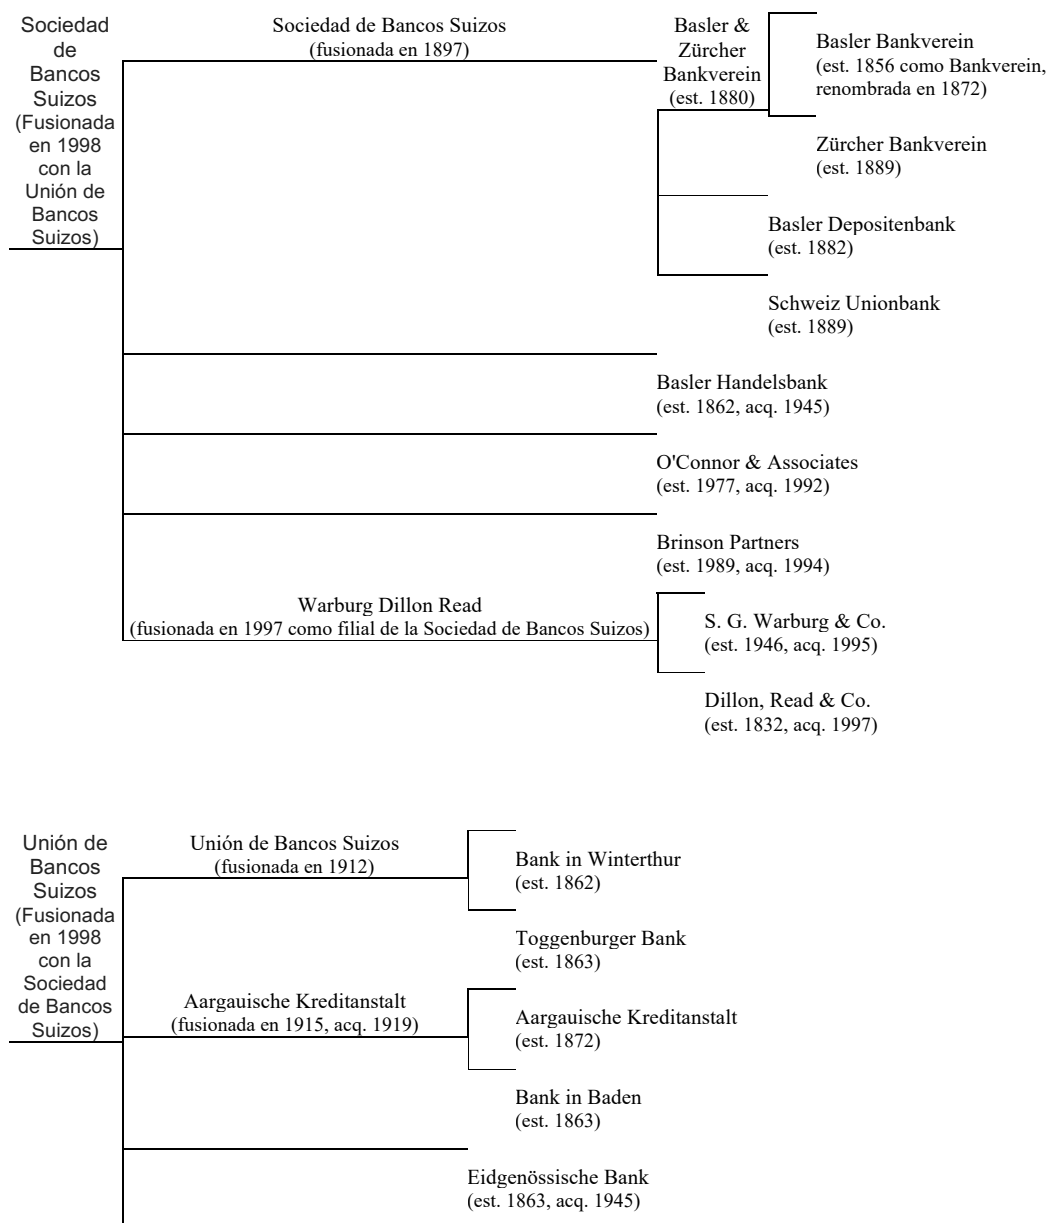 Sociedad
de
Bancos
Suizos
(Fusionada
en 1998
con la
Unión de
Bancos
Suizos)
Sociedad de Bancos Suizos
(fusionada en 1897)
Basler &
Zürcher
Bankverein
(est. 1880)
Basler Bankverein
(est. 1856 como Bankverein,
renombrada en 1872)
Zürcher Bankverein
(est. 1889)
Basler Depositenbank
(est. 1882)
Schweiz Unionbank
(est. 1889)
Basler Handelsbank
(est. 1862, acq. 1945)
O'Connor & Associates
(est. 1977, acq. 1992)
Brinson Partners
(est. 1989, acq. 1994)
Warburg Dillon Read
(fusionada en 1997 como filial de la Sociedad de Bancos Suizos)
S. G. Warburg & Co.
(est. 1946, acq. 1995)
Dillon, Read & Co.
(est. 1832, acq. 1997)
Unión de
Bancos
Suizos
(Fusionada
en 1998
con la
Sociedad
de Bancos
Suizos)
Unión de Bancos Suizos
(fusionada en 1912)
Bank in Winterthur
(est. 1862)
Toggenburger Bank
(est. 1863)
Aargauische Kreditanstalt
(fusionada en 1915, acq. 1919)
Aargauische Kreditanstalt
(est. 1872)
Bank in Baden
(est. 1863)
Eidgenössische Bank
(est. 1863, acq. 1945)